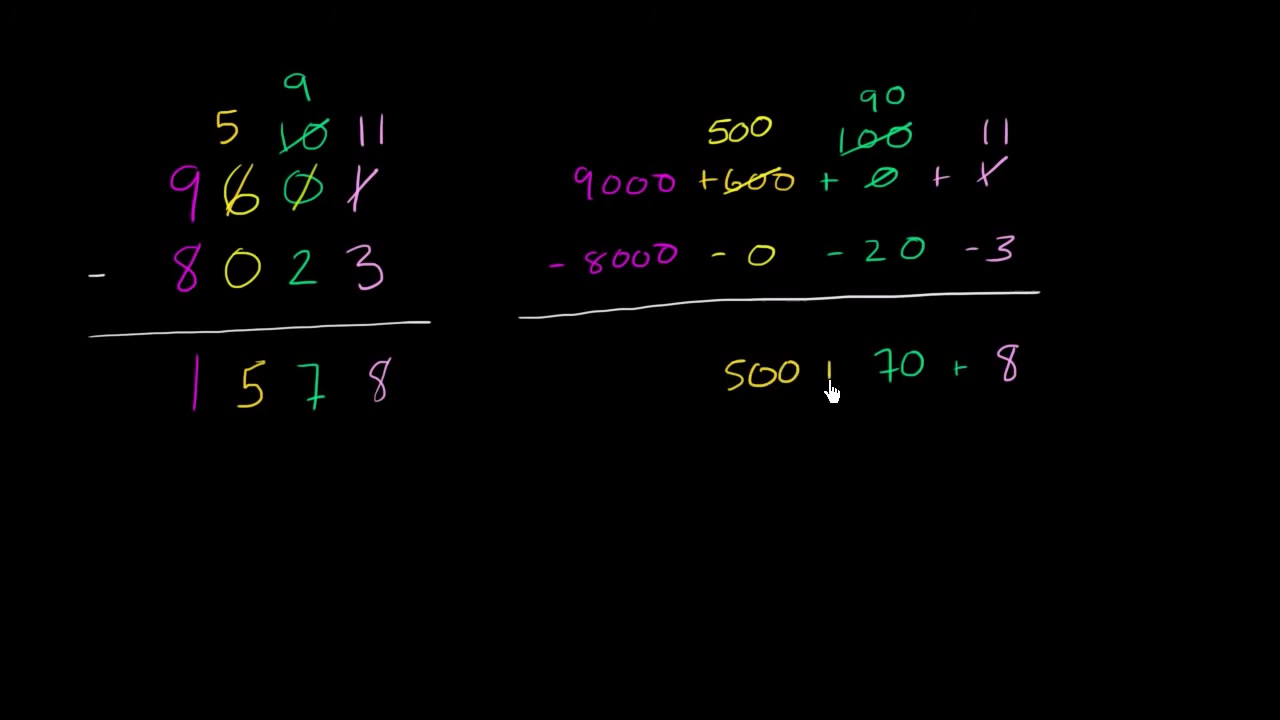 9
5 10 11
9 6 0 1
- 8 0 2 3
1 5 7 8
90
500 100 11
9000 + 600 + 0 + 1
- 8000 - 0 - 20 - 3
500 70 + 8